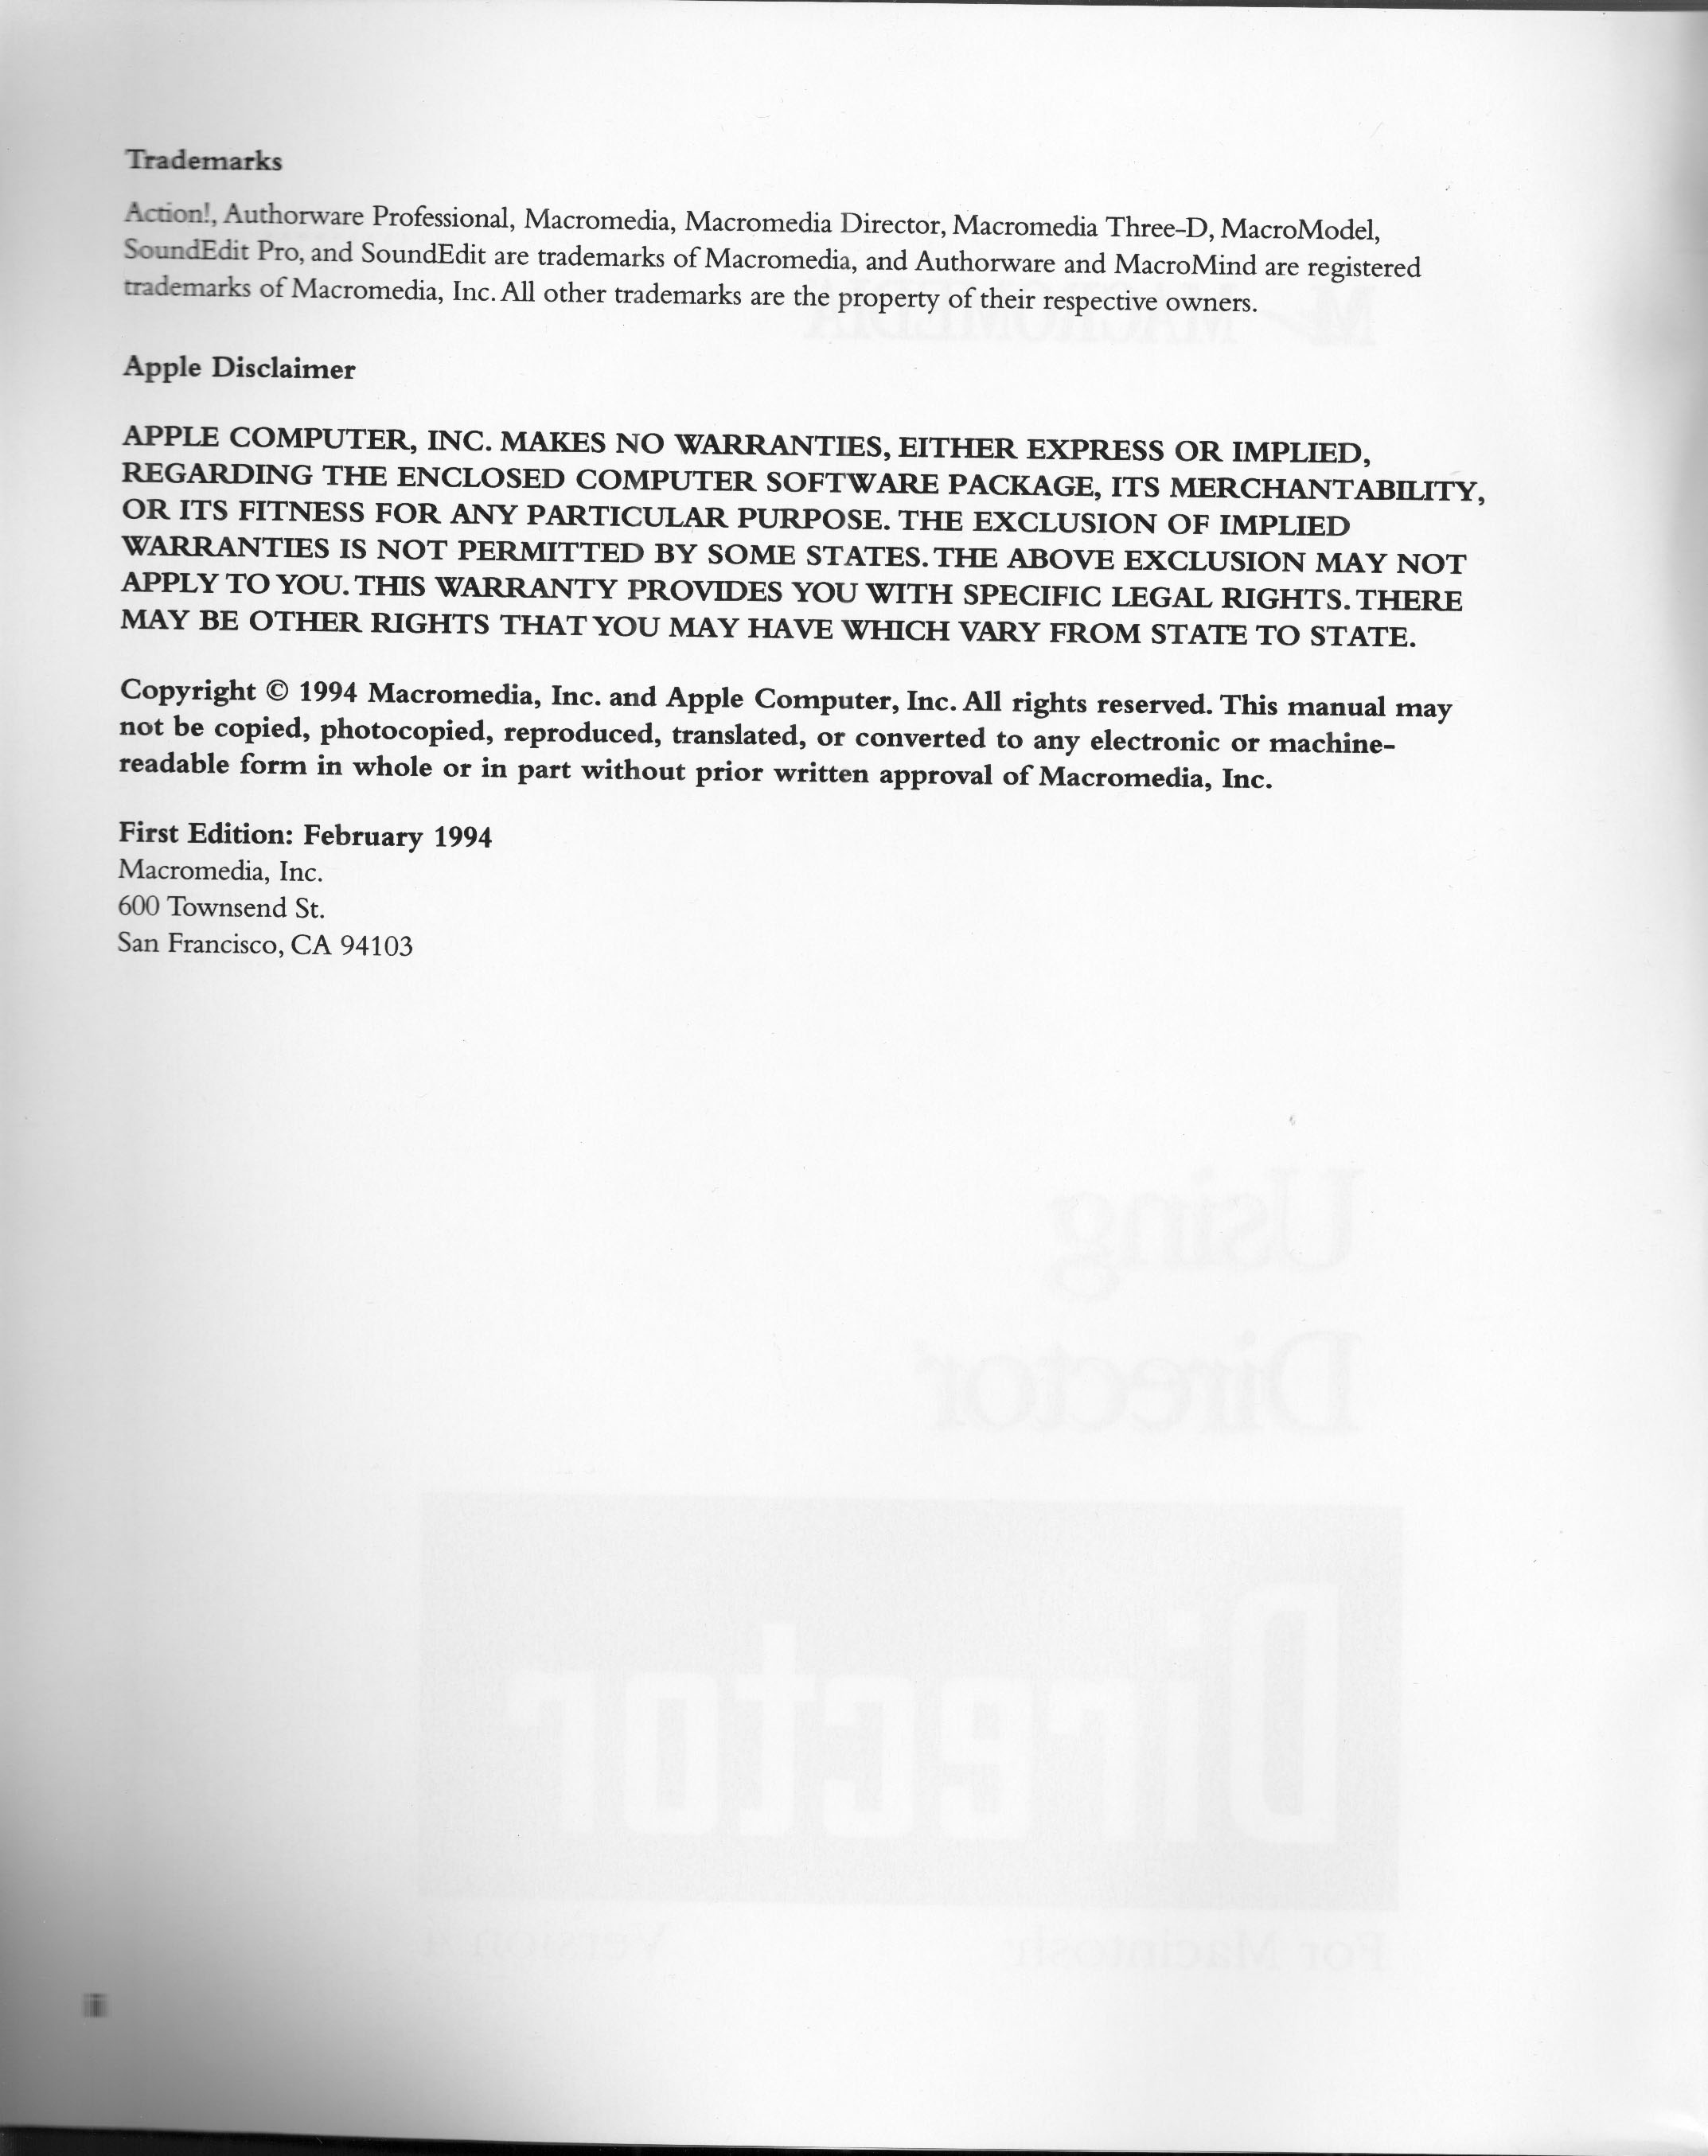 Trademarks
Action!, Authorware Professional, Macromedia, Macromedia Director, Macromedia Three-D, MacroModel,
SoundEdit Pro, and SoundEdit are trademarks of Macromedia, and Authorware and MacroMind are registered
trademarks of Macromedia, Inc. All other trademarks are the property of their respective owners.
MACROMEDIA
Apple Disclaimer
APPLE COMPUTER, INC. MAKES NO WARRANTIES, EITHER EXPRESS OR IMPLIED,
REGARDING THE ENCLOSED COMPUTER SOFTWARE PACKAGE, ITS MERCHANTABILITY,
OR ITS FITNESS FOR ANY PARTICULAR PURPOSE. THE EXCLUSION OF IMPLIED
WARRANTIES IS NOT PERMITTED BY SOME STATES. THE ABOVE EXCLUSION MAY NOT
APPLY TO YOU. THIS WARRANTY PROVIDES YOU WITH SPECIFIC LEGAL RIGHTS. THERE
MAY BE OTHER RIGHTS THAT YOU MAY HAVE WHICH VARY FROM STATE TO STATE.
Copyright © 1994 Macromedia, Inc. and Apple Computer, Inc. All rights reserved. This manual may
not be copied, photocopied, reproduced, translated, or converted to any electronic or machine-
readable form in whole or in part without prior written approval of Macromedia, Inc.
First Edition: February 1994
Macromedia, Inc.
600 Townsend St.
San Francisco, CA 94103
Using
Director
Director
For Macintosh Version 4
ii